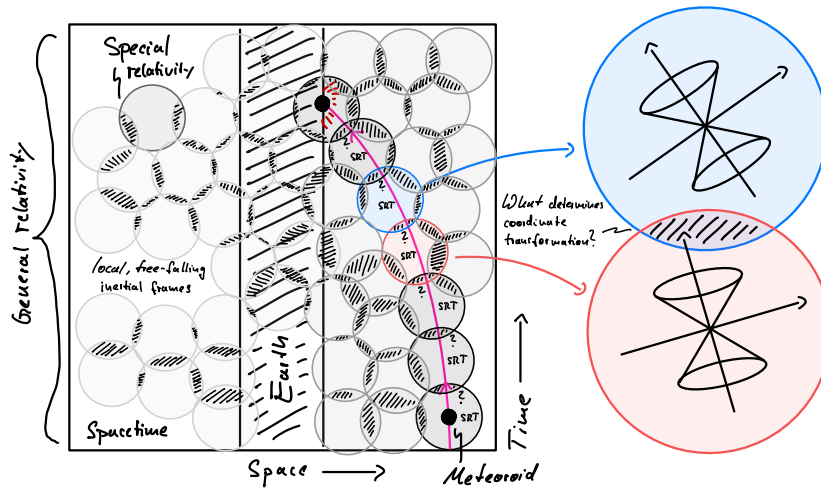 General relativity
Special
relativity
local, free-falling
inertial frames
Spacetime
Earth
?
SRT
?
SRT
?
SRT
?
SRT
?
SRT
?
SRT
Meteoroid
Space
Time
What determines
coordinate
transformation?